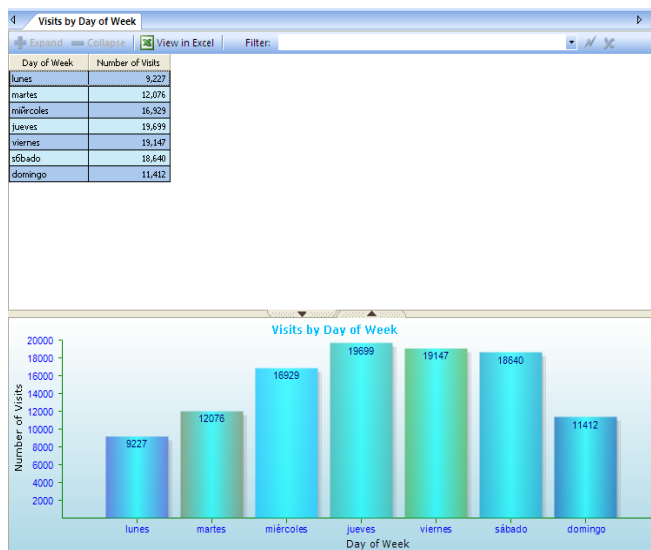 Visits by Day of Week
Expand Collapse View in Excel Filter:
Day of Week Number of Visits
lunes 9,227
martes 12,076
miйrcoles 16,929
jueves 19,699
viernes 19,147
sбbado 18,640
domingo 11,412
Visits by Day of Week
Number of Visits
20000
18000
16000
14000
12000
10000
8000
6000
4000
2000
9227
12076
16929
19699
19147
18640
11412
lunes martes miércoles jueves viernes sábado domingo
Day of Week